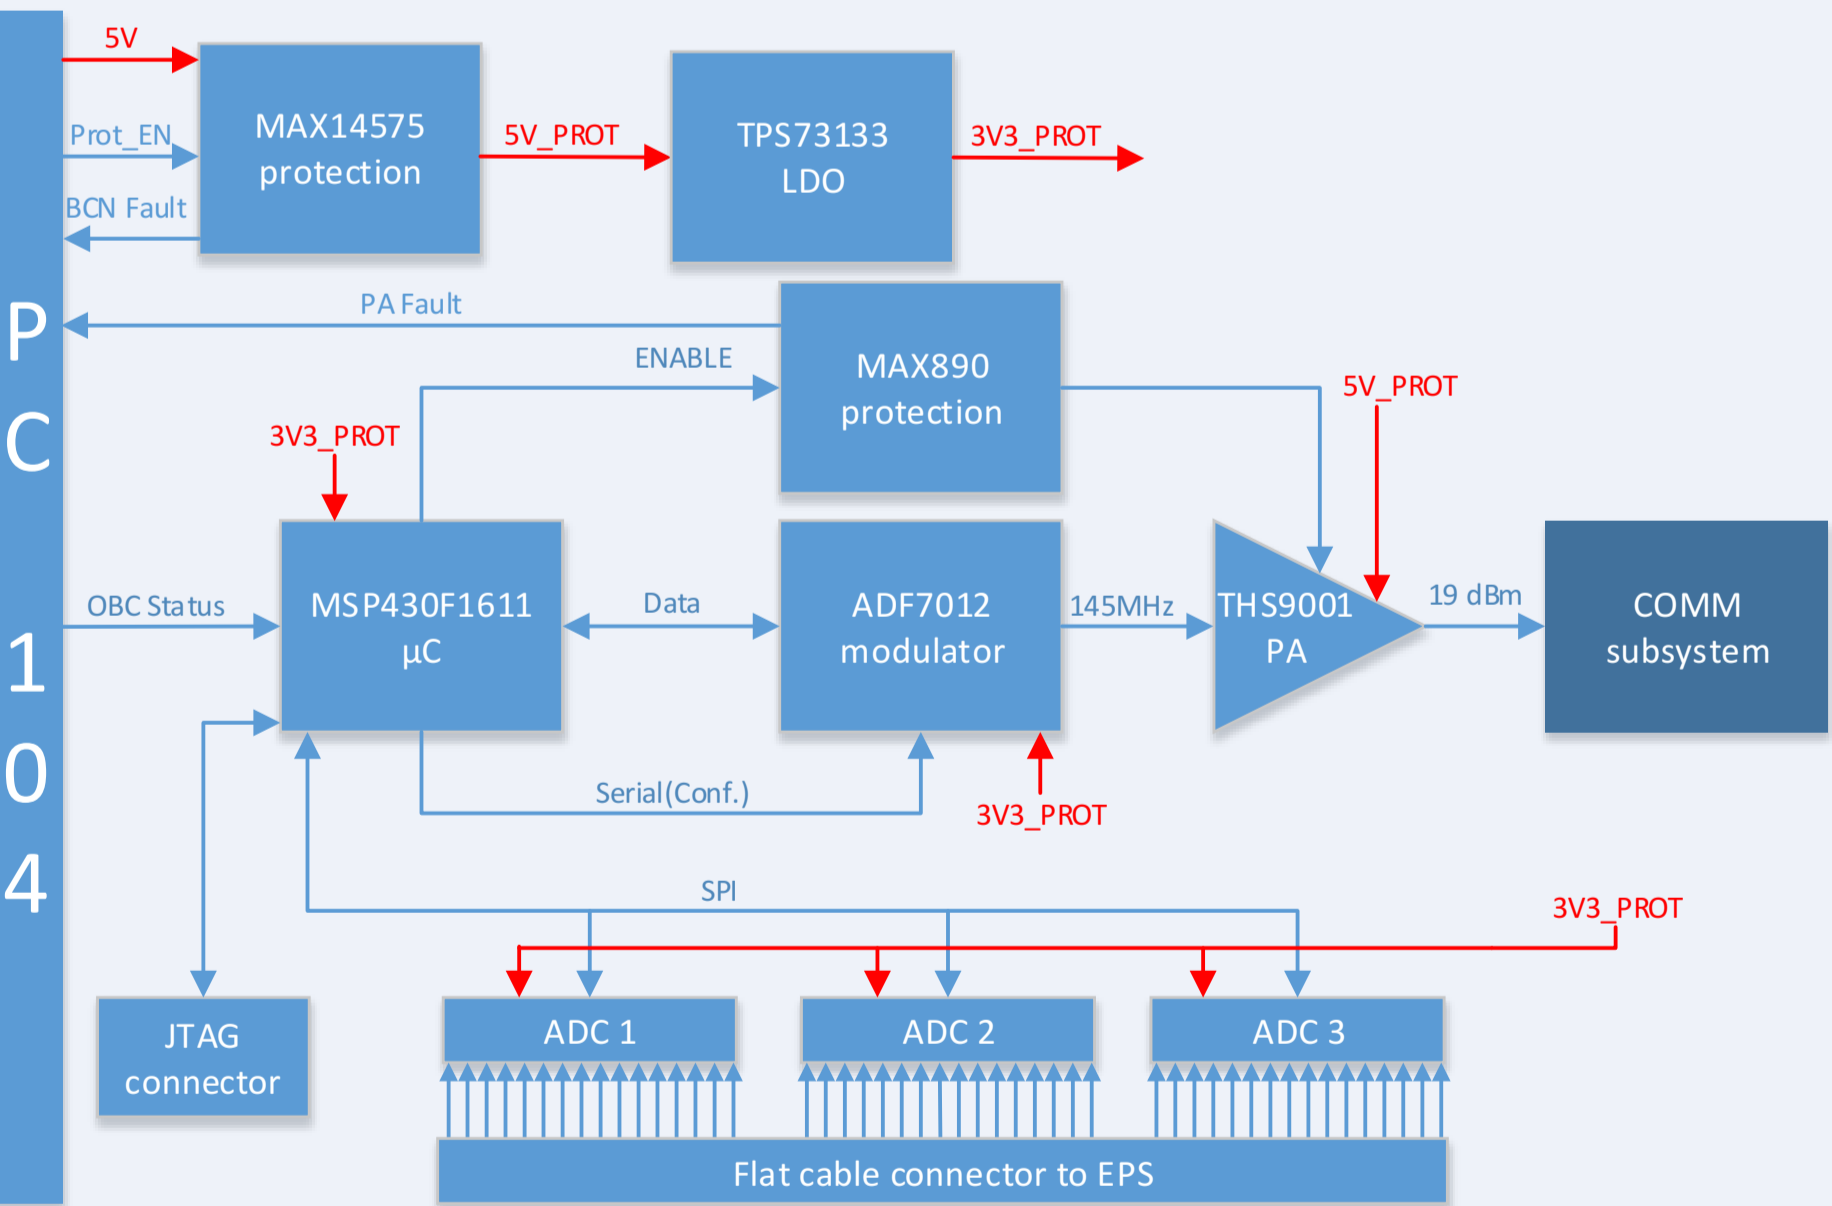 5V
MAX14575
protection
Prot_EN
BCN Fault
5V_PROT
TPS73133
LDO
3V3_PROT
P
C
1
0
4
PA Fault
ENABLE
MAX890
protection
5V_PROT
3V3_PROT
OBC Status
MSP430F1611
µC
Data
ADF7012
modulator
145MHz
THS9001
PA
19 dBm
COMM
subsystem
Serial(Conf.)
3V3_PROT
SPI
3V3_PROT
JTAG
connector
ADC 1
ADC 2
ADC 3
Flat cable connector to EPS